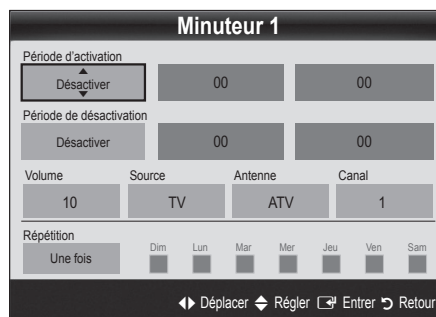 Minuteur 1
Période d'activation
Désactiver 00 00
Période de désactivation
Désactiver 00 00
Volume Source Antenne Canal
10 TV ATV 1
Répétition
Dim Lun Mar Mer Jeu Ven Sam
Une fois
Déplacer Régler Entrer Retour